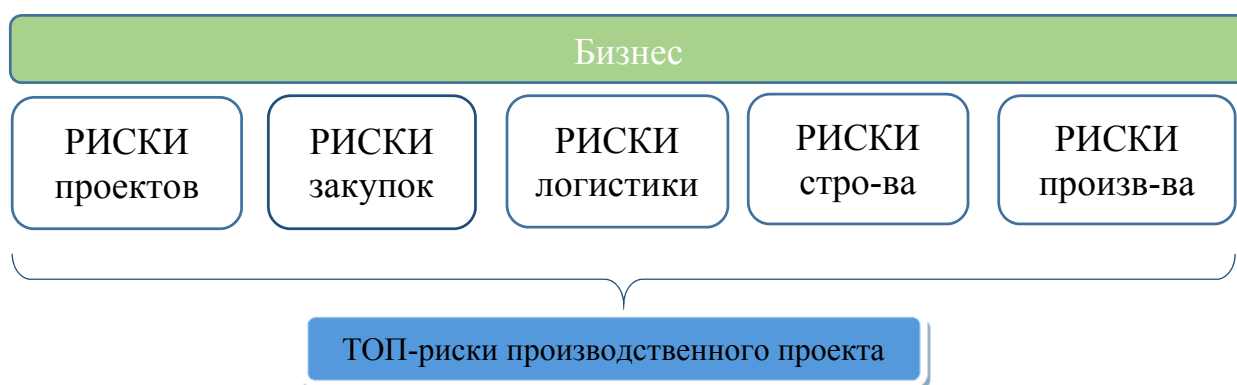 Бизнес
РИСКИ
проектов
РИСКИ
закупок
РИСКИ
логистики
РИСКИ
стро-ва
РИСКИ
произв-ва
ТОП-риски производственного проекта